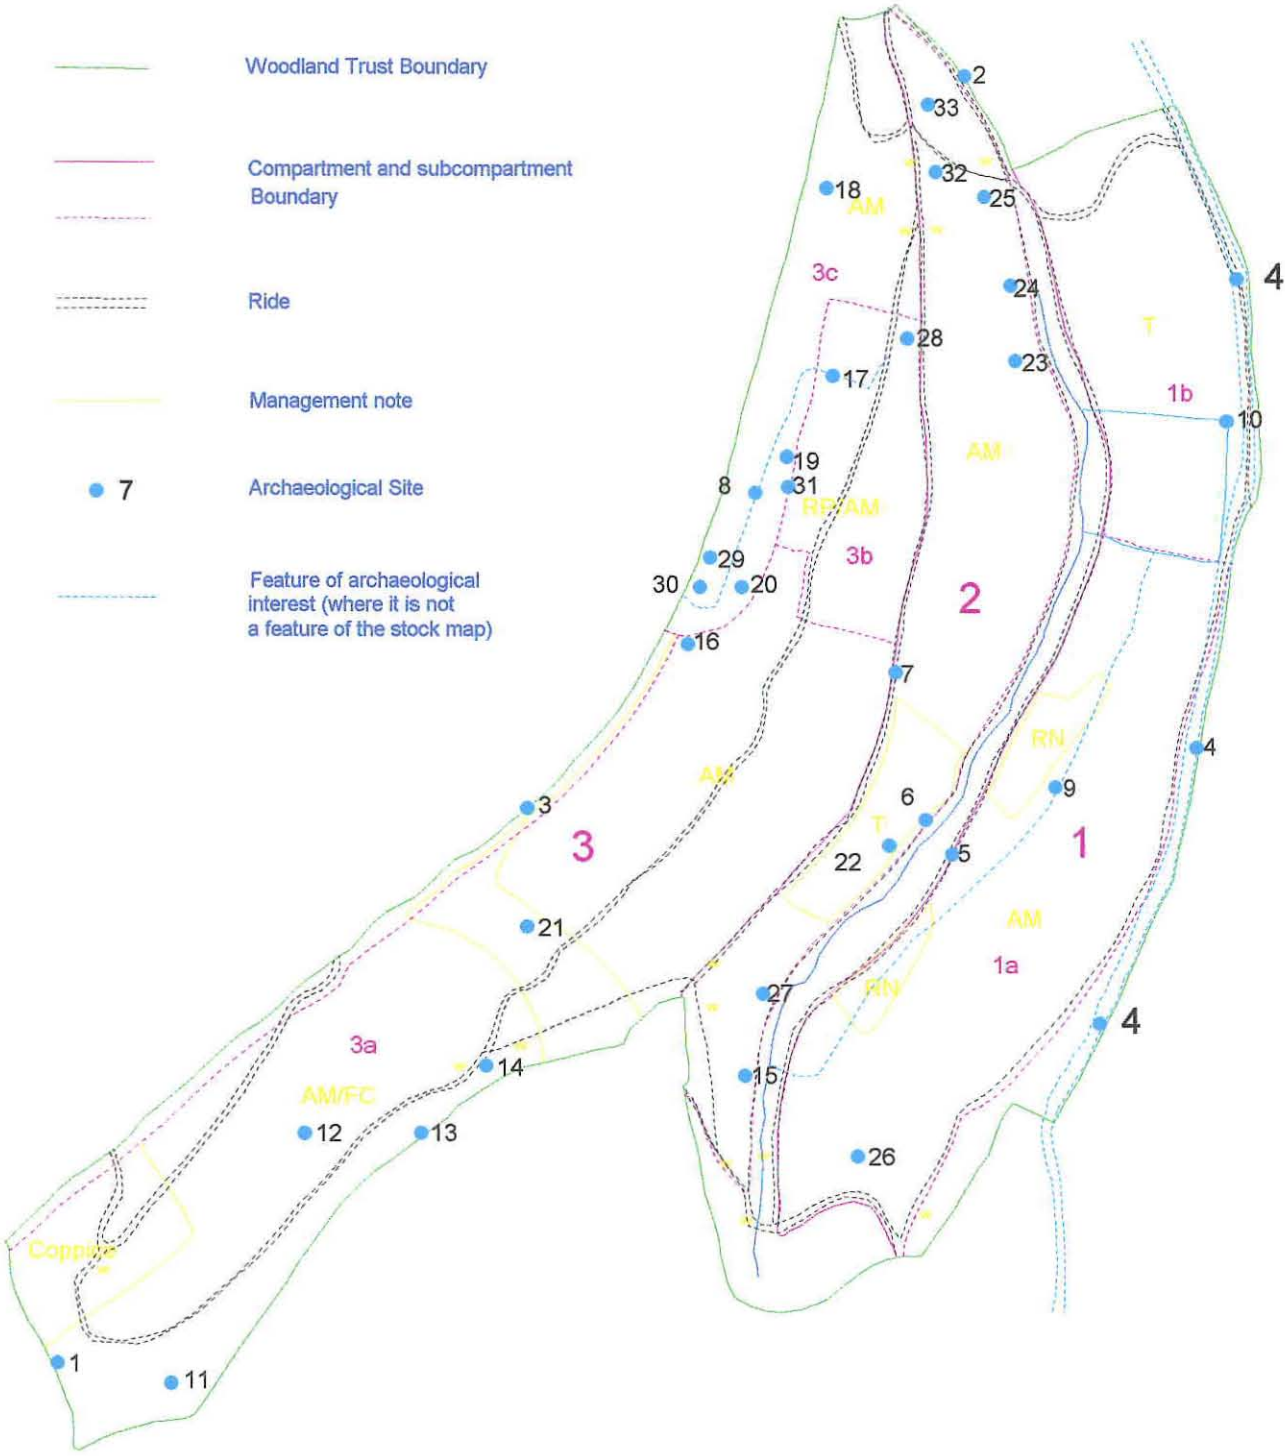 Woodland Trust Boundary
Compartment and subcompartment
Boundary
Ride
Management note
7
Archaeological Site
Feature of archaeological
interest (where it is not
a feature of the stock map)
2
33
32
18
AM
25
3c
4
24
T
28
23
17
1b
10
AM
19
8
31
RP/AM
3b
29
2
30
20
16
7
RN
4
AM
9
3
6
T
3
1
22
5
21
AM
1a
RN
27
4
3a
14
15
AM/FC
12
13
26
Coppice
1
11